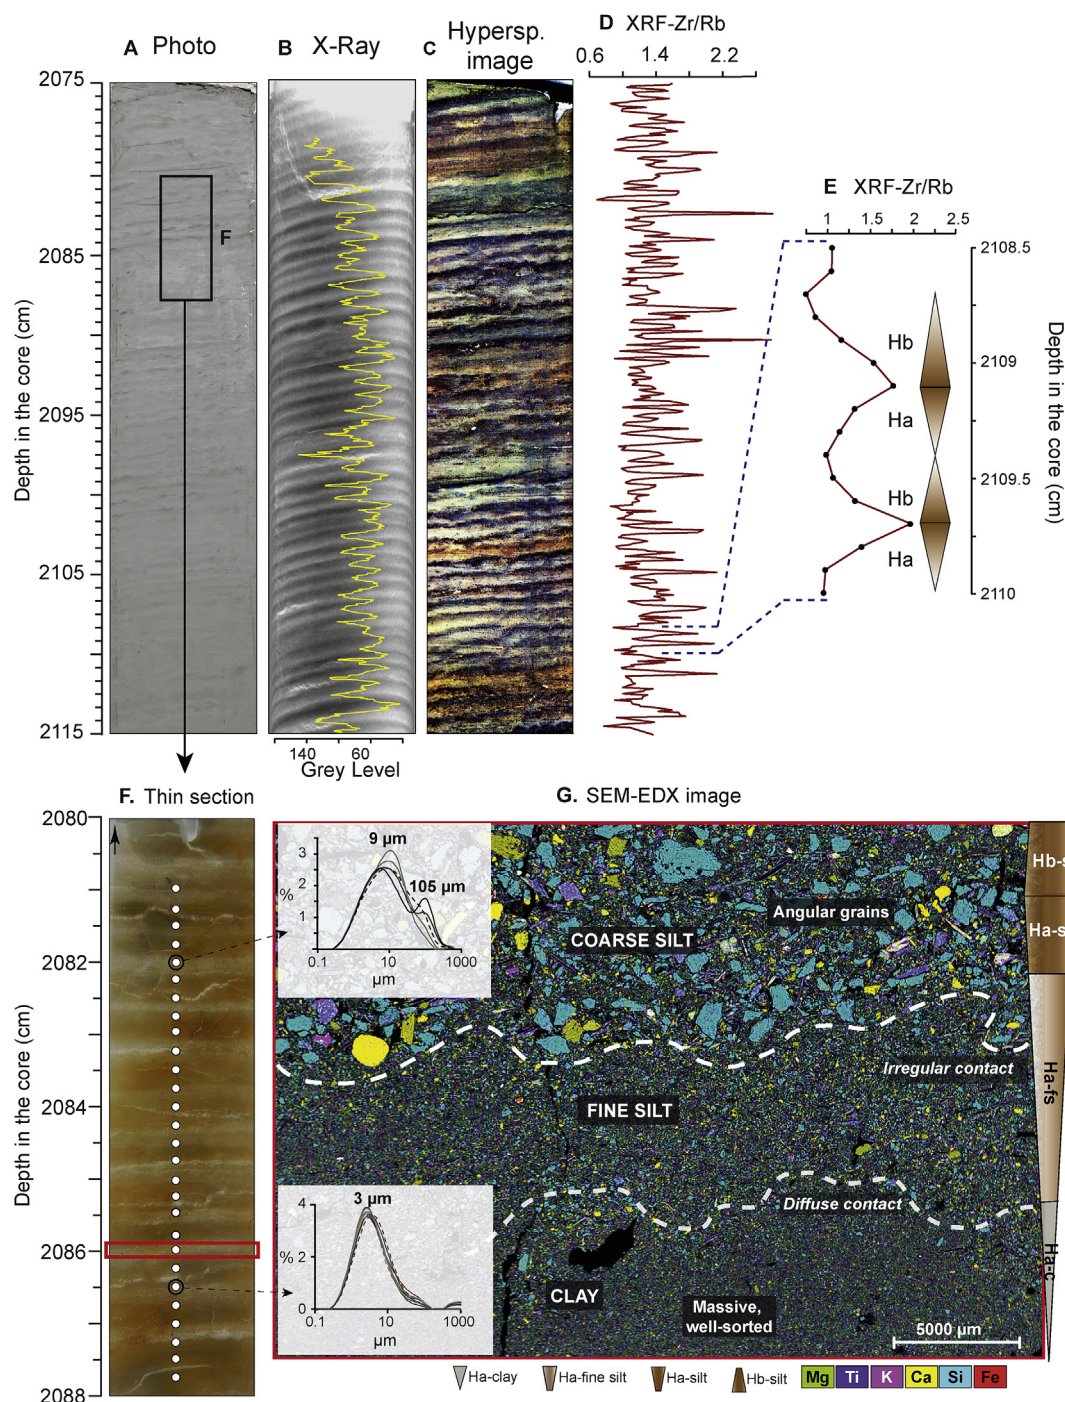 A Photo
B X-Ray
C Hypersp. image
D XRF-Zr/Rb
0.6 1.4 2.2
Depth in the core (cm)
2075
2085
2095
2105
2115
F
140 60
Grey Level
E XRF-Zr/Rb
1 1.5 2 2.5
2108.5
2109
2109.5
2110
Depth in the core (cm)
Hb
Ha
Hb
Ha
F. Thin section
Depth in the core (cm)
2080
2082
2084
2086
2088
G. SEM-EDX image
9 µm
105 µm
3
2.5
2
1
%
0.1 10 1000
µm
COARSE SILT
Angular grains
Irregular contact
FINE SILT
Diffuse contact
3 µm
4
2
0
%
0.1 10 1000
µm
CLAY
Massive,
well-sorted
5000 µm
Hb-s
Ha-s
Ha-fs
Ha-c
Ha-clay Ha-fine silt Ha-silt Hb-silt Mg Ti K Ca Si Fe